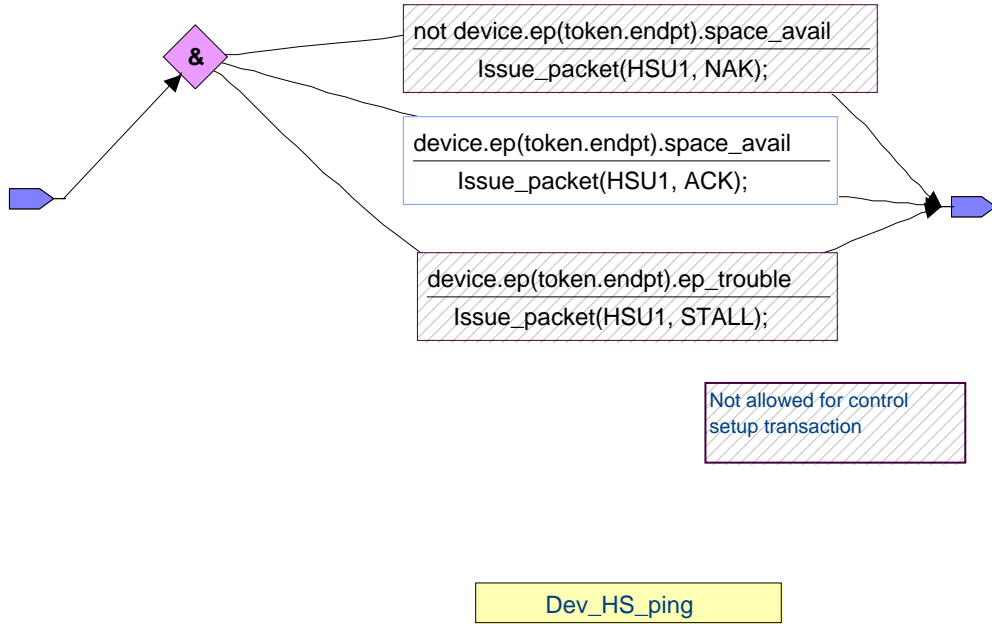 &
not device.ep(token.endpt).space_avail
Issue_packet(HSU1, NAK);
device.ep(token.endpt).space_avail
Issue_packet(HSU1, ACK);
device.ep(token.endpt).ep_trouble
Issue_packet(HSU1, STALL);
Not allowed for control
setup transaction
Dev_HS_ping